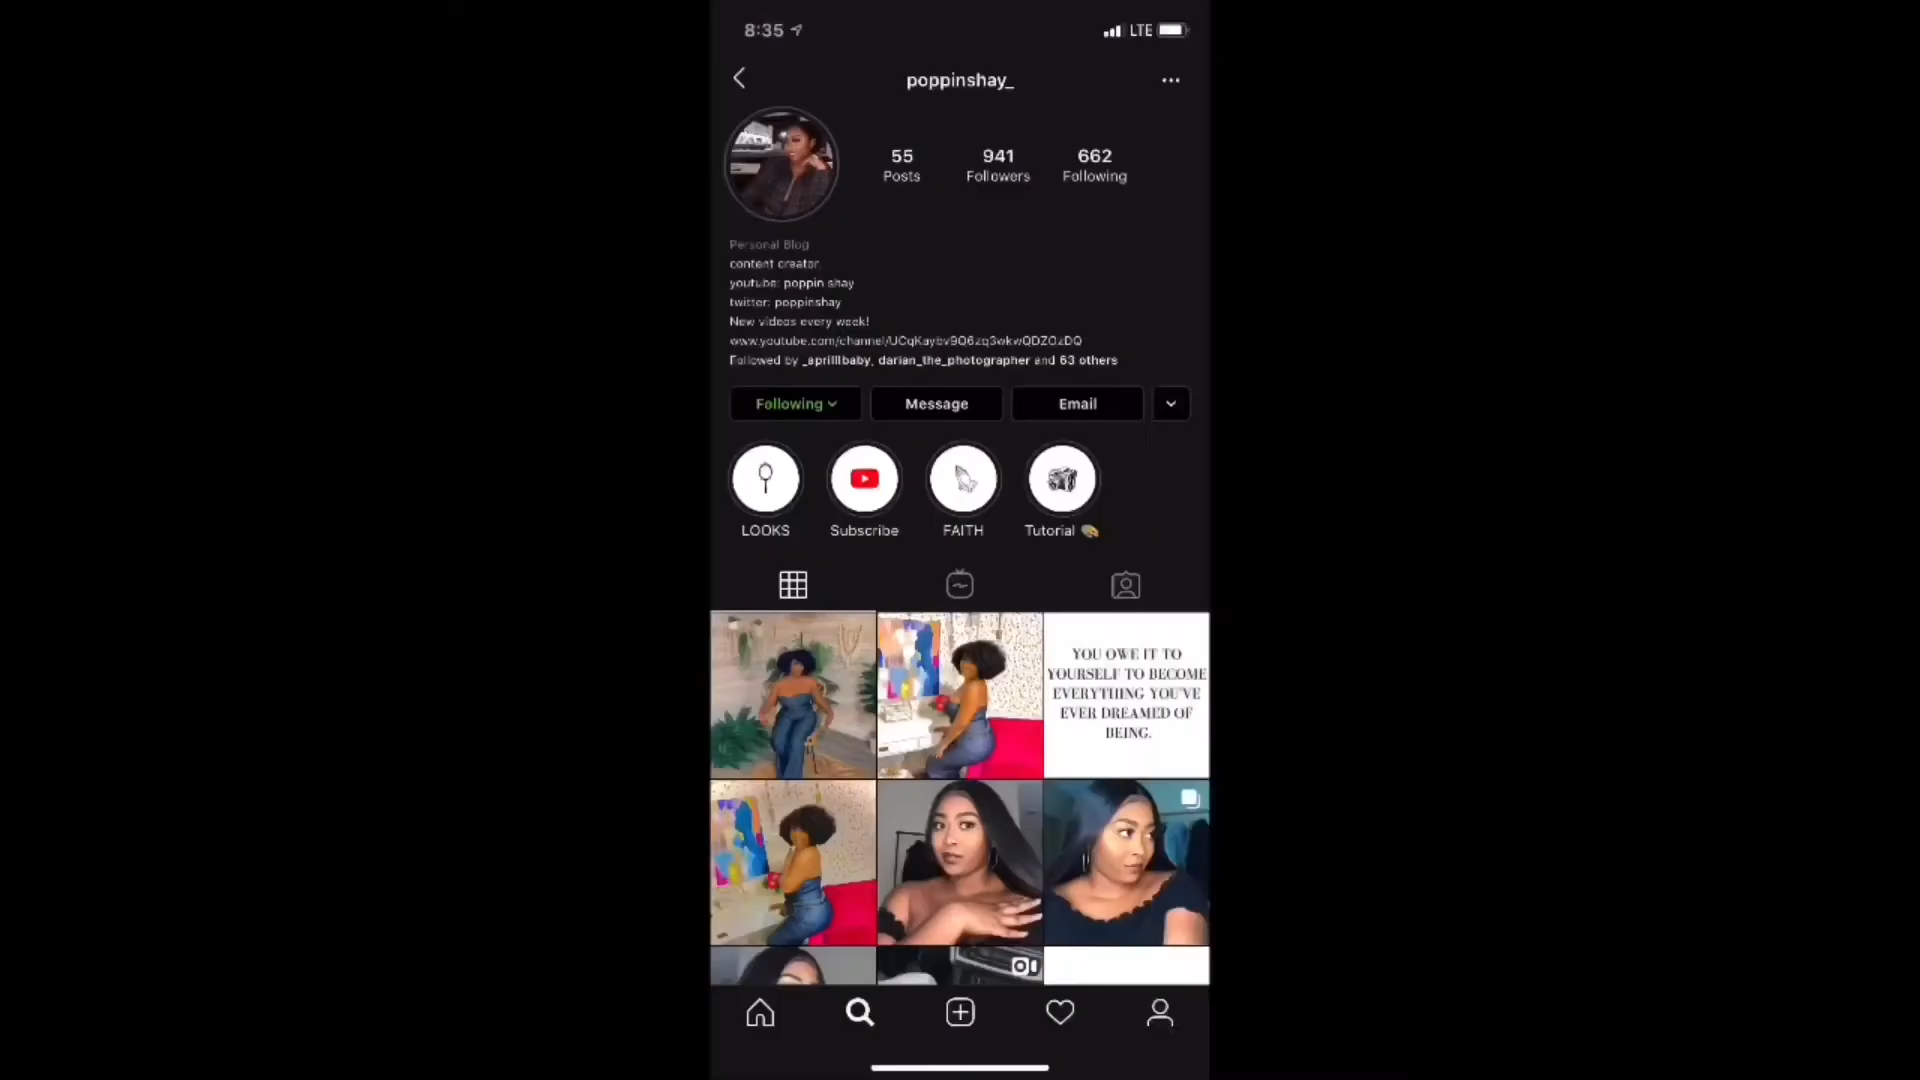 8:35 LTE
poppinshay_
55 941 662
Posts Followers Following
Personal Blog
content creator
youtube: poppin shay
twitter: poppinshay
New videos every week!
Followed by _aprilllbaby, darian_the_photographer and 63 others
Following Message Email
LOOKS Subscribe FAITH Tutorial 🎨
YOU OWE IT TO
YOURSELF TO BECOME
EVERYTHING YOU'VE
EVER DREAMED OF
BEING.